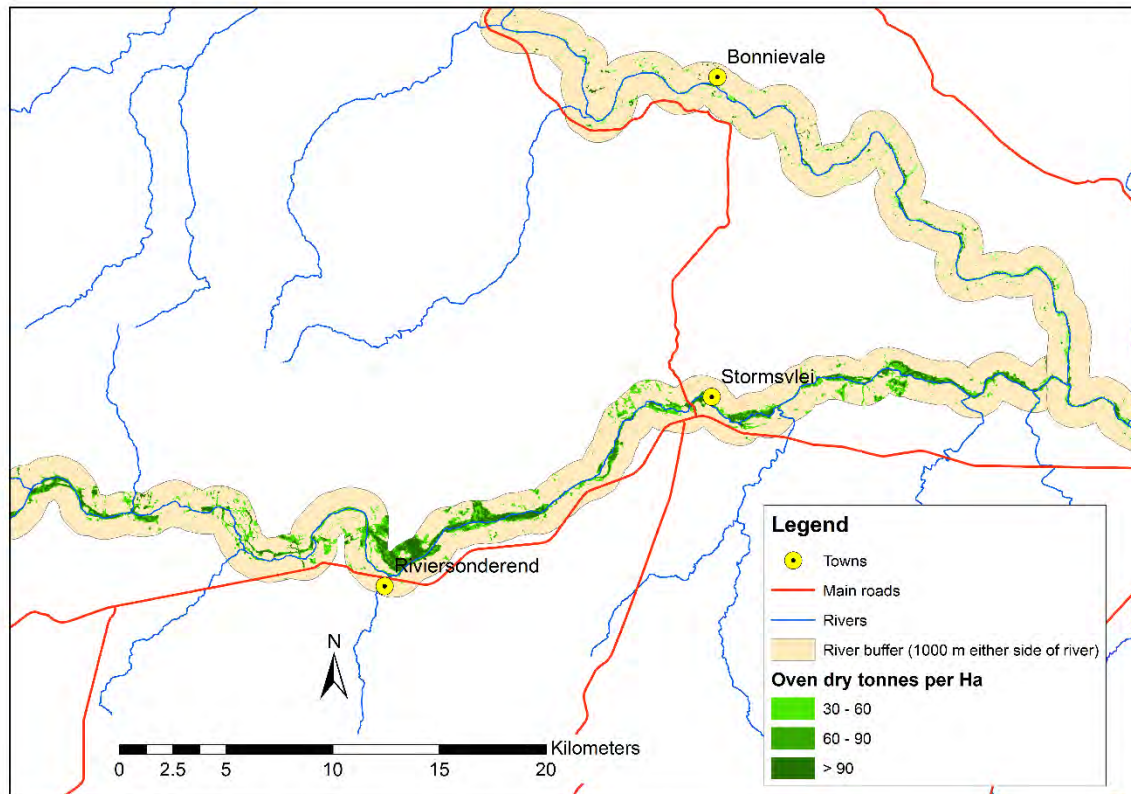 Bonnievale
Stormsvlei
Riviersonderend
N
Kilometers
0 2.5 5 10 15 20
Legend
Towns
Main roads
Rivers
River buffer (1000 m either side of river)
Oven dry tonnes per Ha
30 - 60
60 - 90
> 90